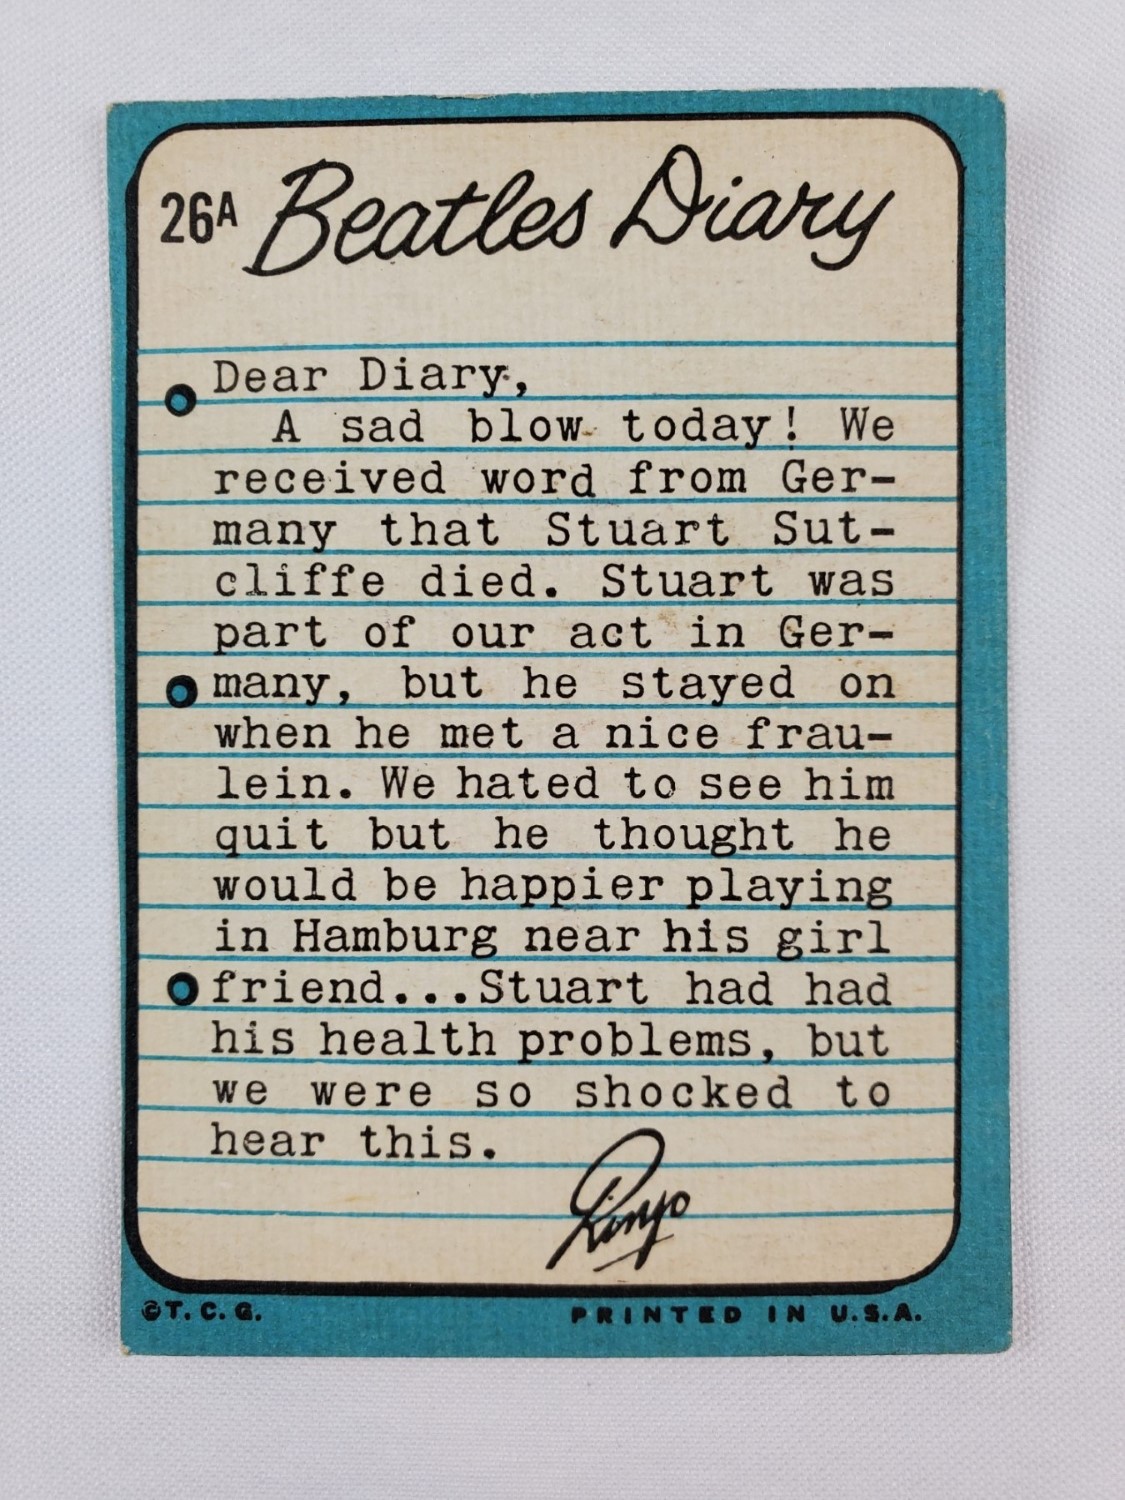 26A Beatles Diary
Dear Diary,
A sad blow today! We
received word from Ger-
many that Stuart Sut-
cliffe died. Stuart was
part of our act in Ger-
many, but he stayed on
when he met a nice frau-
lein. We hated to see him
quit but he thought he
would be happier playing
in Hamburg near his girl
friend...Stuart had had
his health problems, but
we were so shocked to
hear this.
Ringo
©T.C.G. PRINTED IN U.S.A.